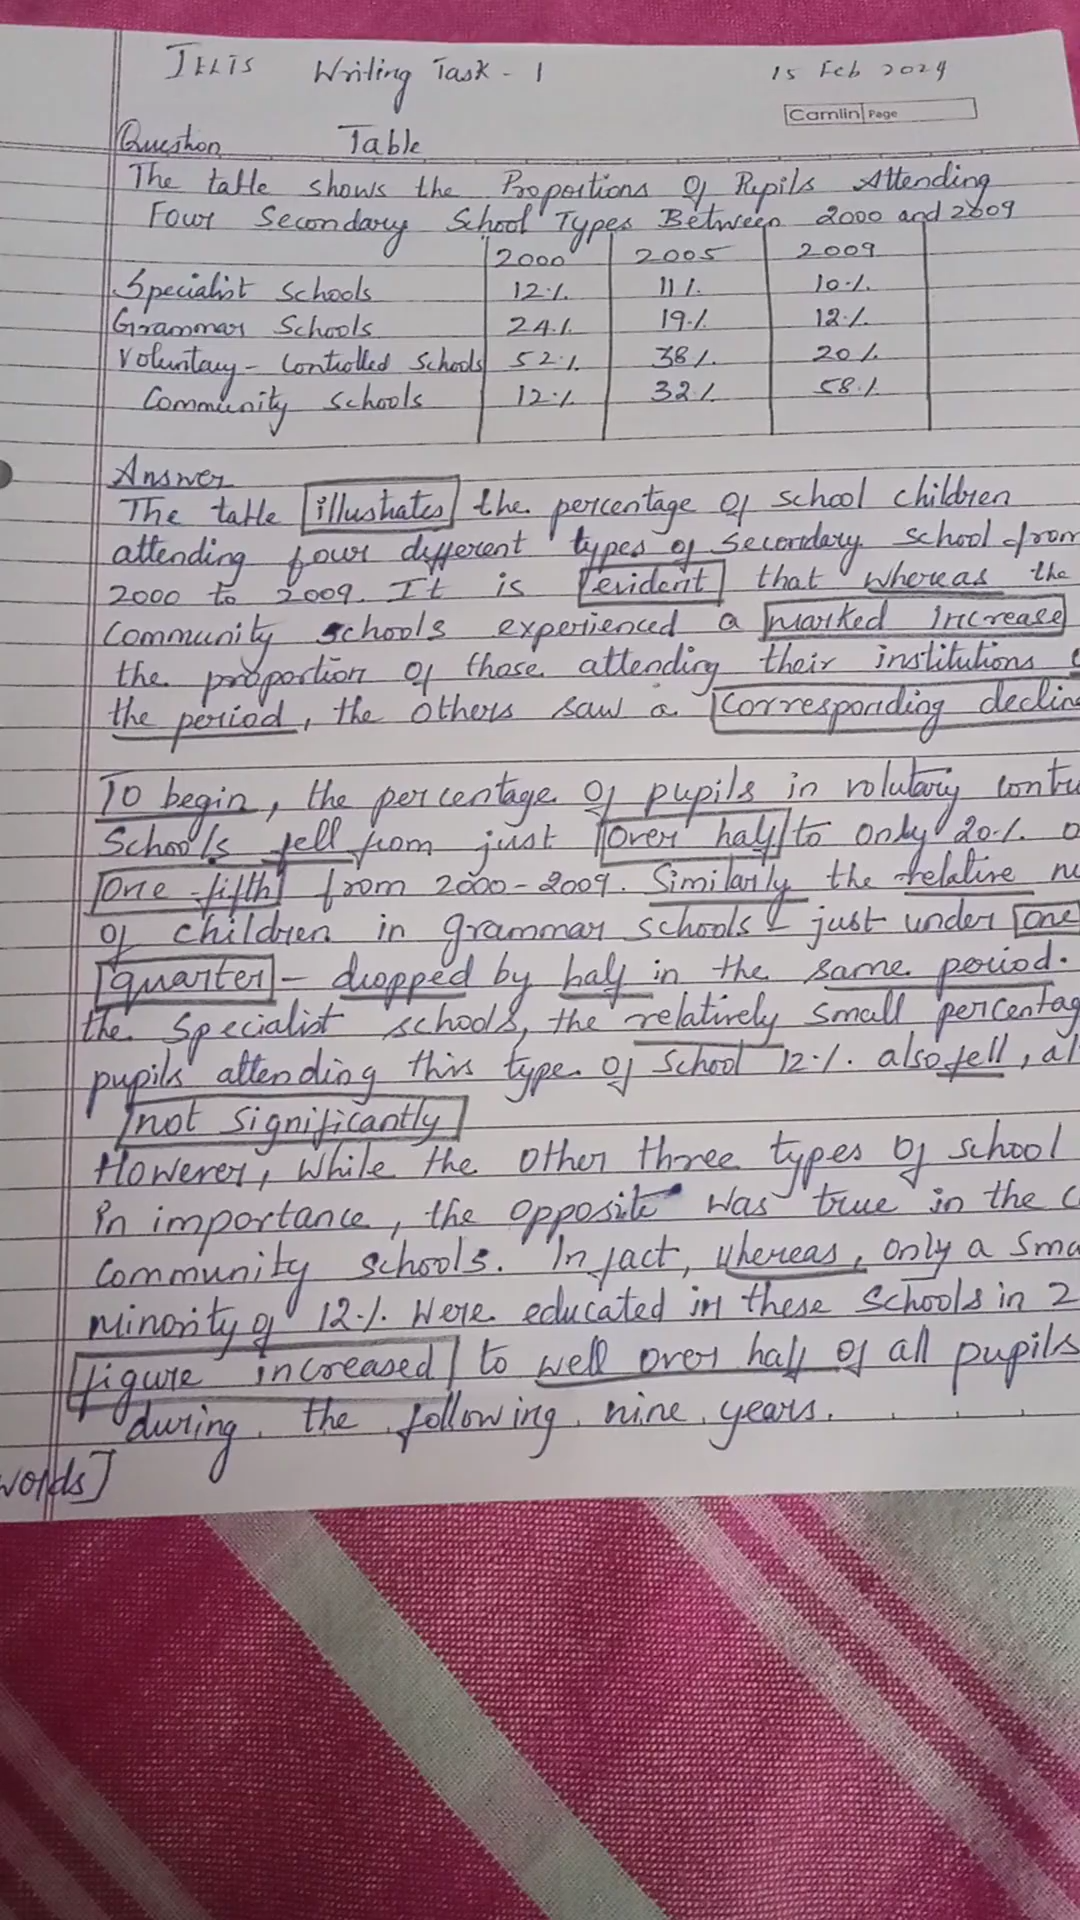 IELTS Writing Task - 1 15 Feb 2024
Camlin Page
Question Table
The table shows the Proportions Of Pupils Attending
Four Secondary School Types Between 2000 and 2009
2000 2005 2009
Specialist Schools 12% 11% 10%
Grammar Schools 24% 19% 12%
Voluntary - Controlled Schools 52% 38% 20%
Community Schools 12% 32% 58%
Answer
The table illustrates the percentage of school children
attending four different types of secondary school from
2000 to 2009. It is evident that whereas the
Community schools experienced a marked increase
the proportion of those attending their institutions
the period, the others saw a corresponding declin
To begin, the percentage of pupils in volutary contr
Schools fell from just over half to only 20% o
one-fifth from 2000-2009. Similarily the relative nu
of children in grammar schools - just under one
quarter - dropped by half in the same period.
the Specialist schools, the relatively small percentag
pupils attending this type of school 12% also fell, al
not significantly
However, while the other three types of school
in importance, the opposite was true in the c
community schools. In fact, whereas, only a sma
minority of 12% were educated in these schools in 2
figure increased to well over half of all pupils
during the following nine years.
words]